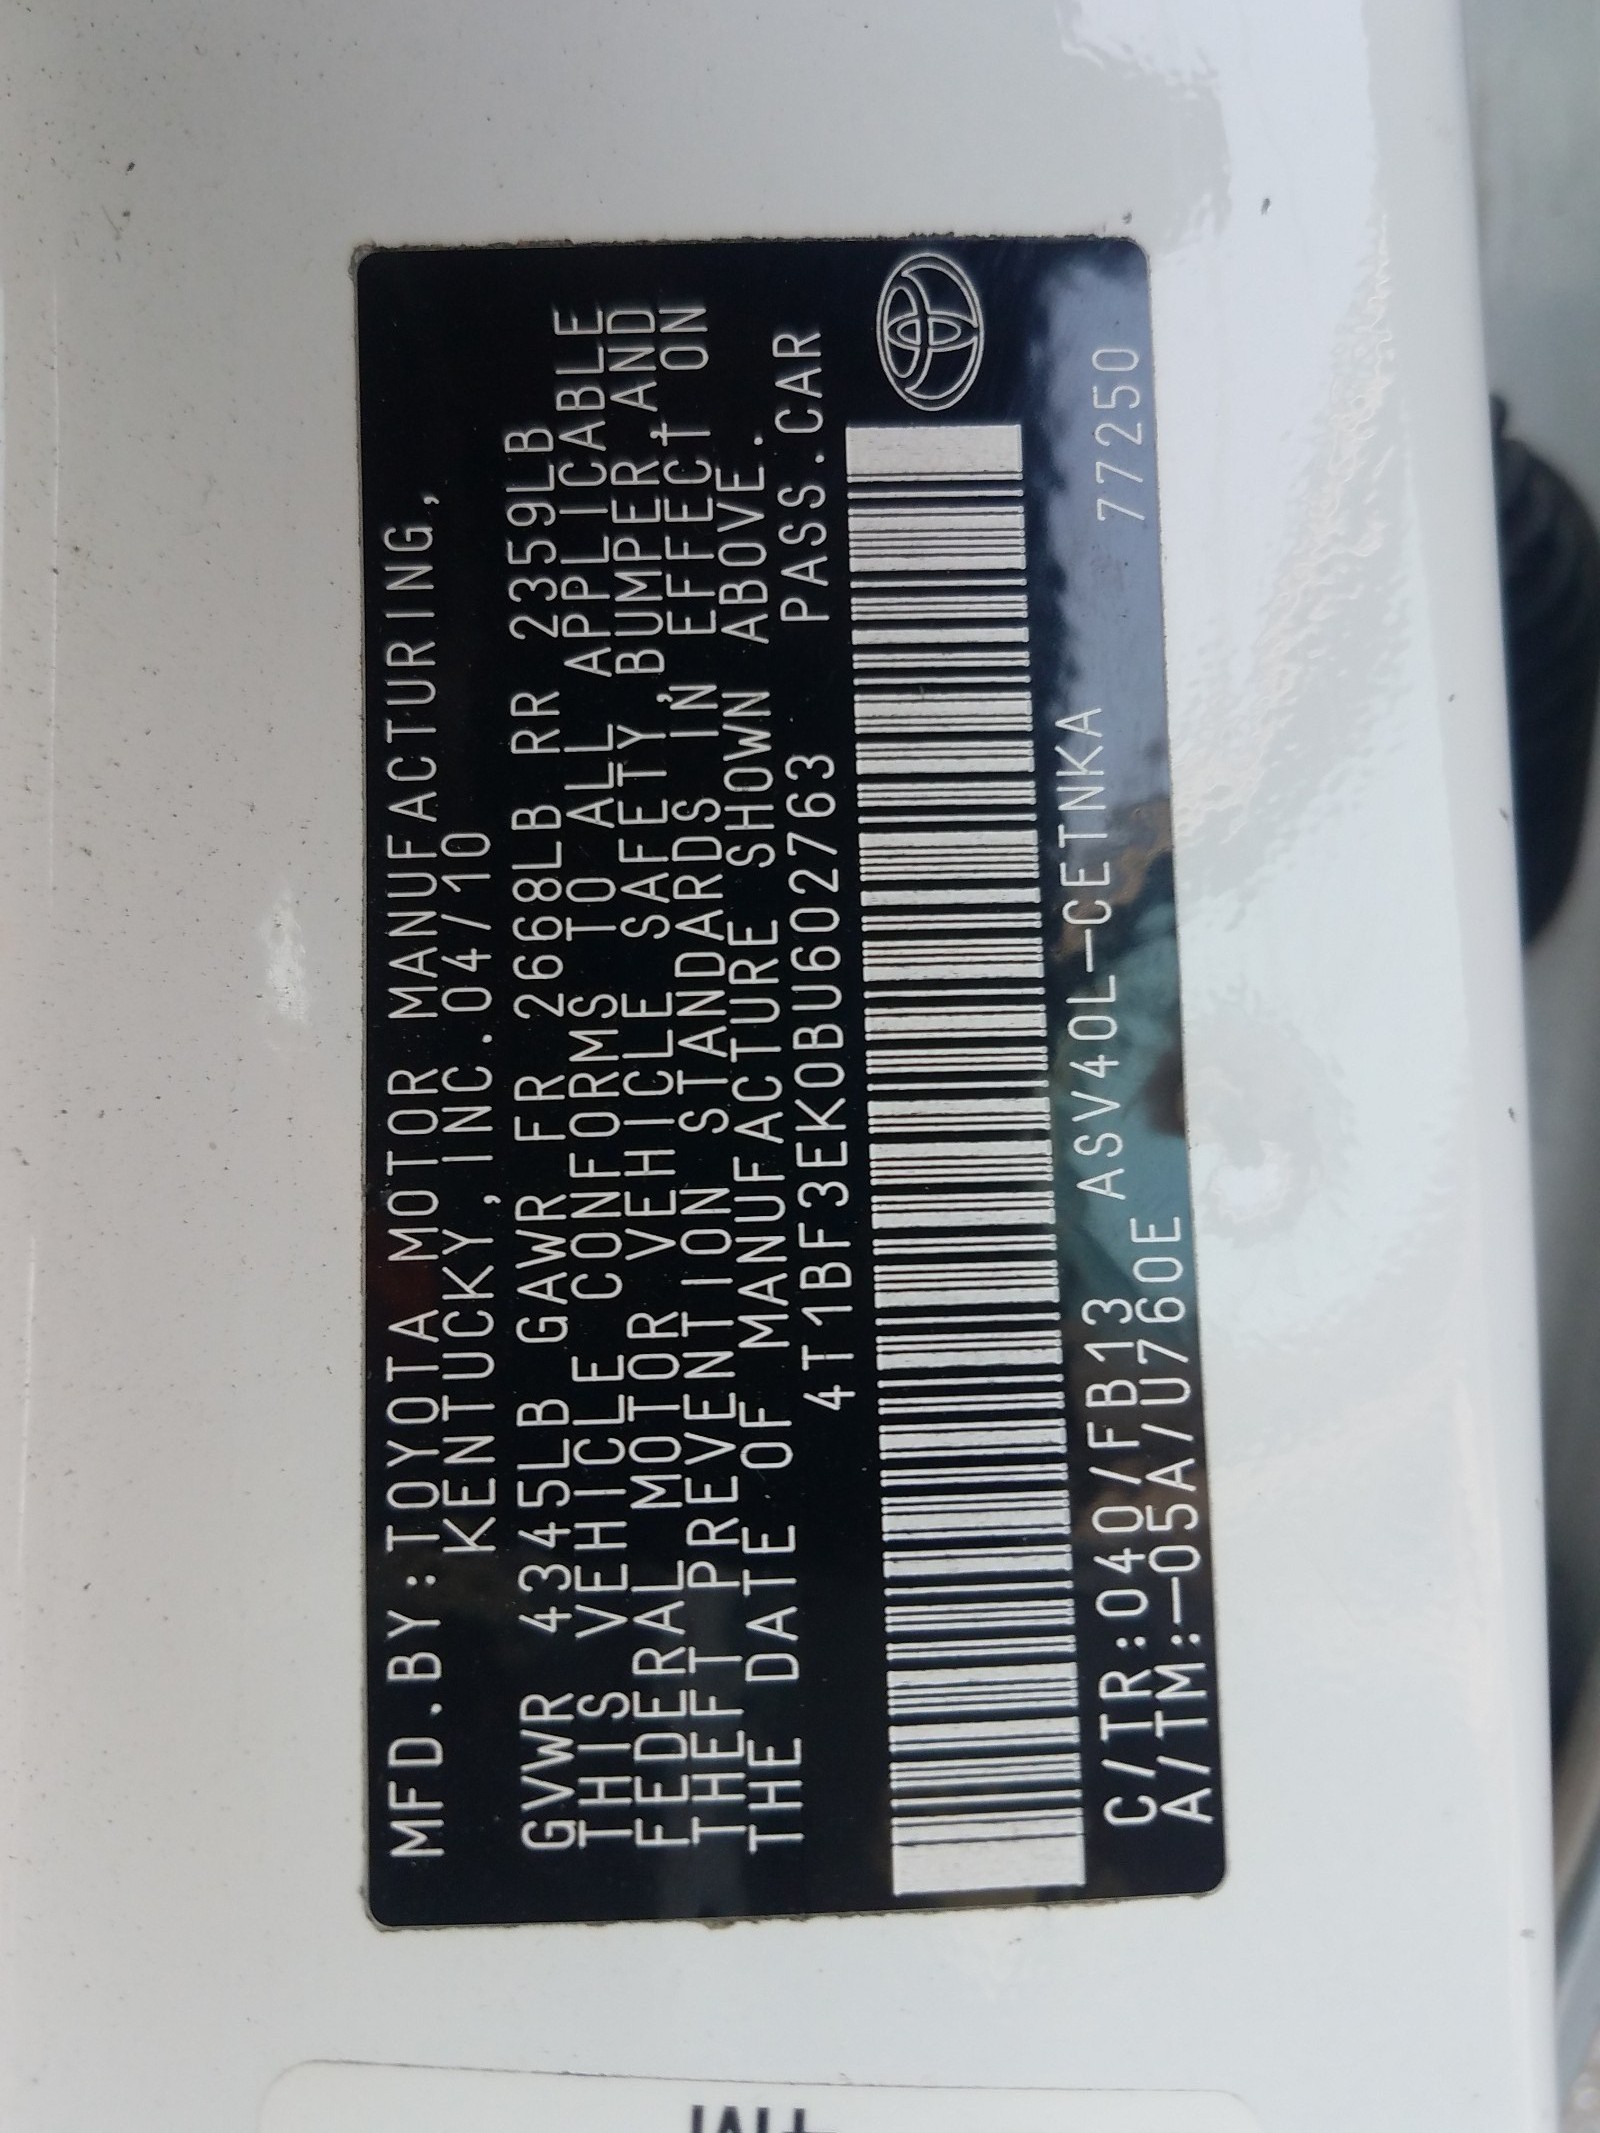 MFD.BY:TOYOTA MOTOR MANUFACTURING,
KENTUCKY,INC.04/10
GVWR 4345LB GAWR FR 2668LB RR 2359LB
THIS VEHICLE CONFORMS TO ALL APPLICABLE
FEDERAL MOTOR VEHICLE SAFETY,BUMPER,AND
THEFT PREVENTION STANDARDS IN EFFECT ON
THE DATE OF MANUFACTURE SHOWN ABOVE.
4T1BF3EK0BU602763 PASS.CAR
C/TR:040/FB13 ASV40L-CETNKA 77250
A/TM:-05A/U760E